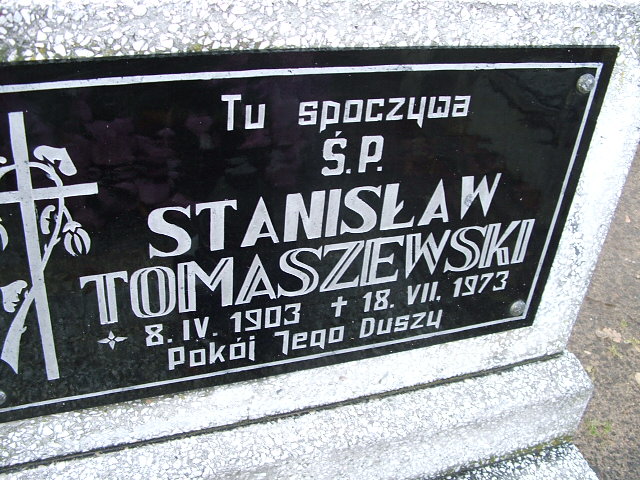 Tu spoczywa
Ś.P.
STANISŁAW
TOMASZEWSKI
8. IV. 1903 ✝ 18. VII. 1973
Pokój Jego Duszy